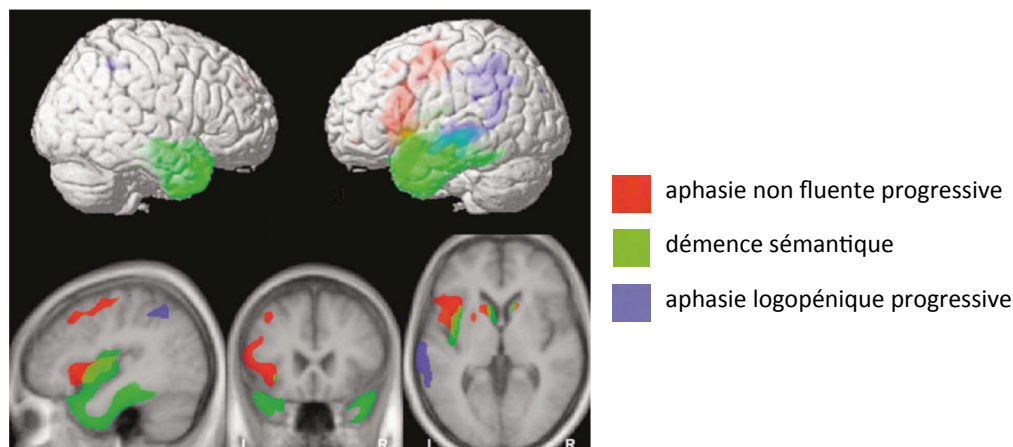 aphasie non fluente progressive
démence sémantique
aphasie logopénique progressive
L
R
L
R